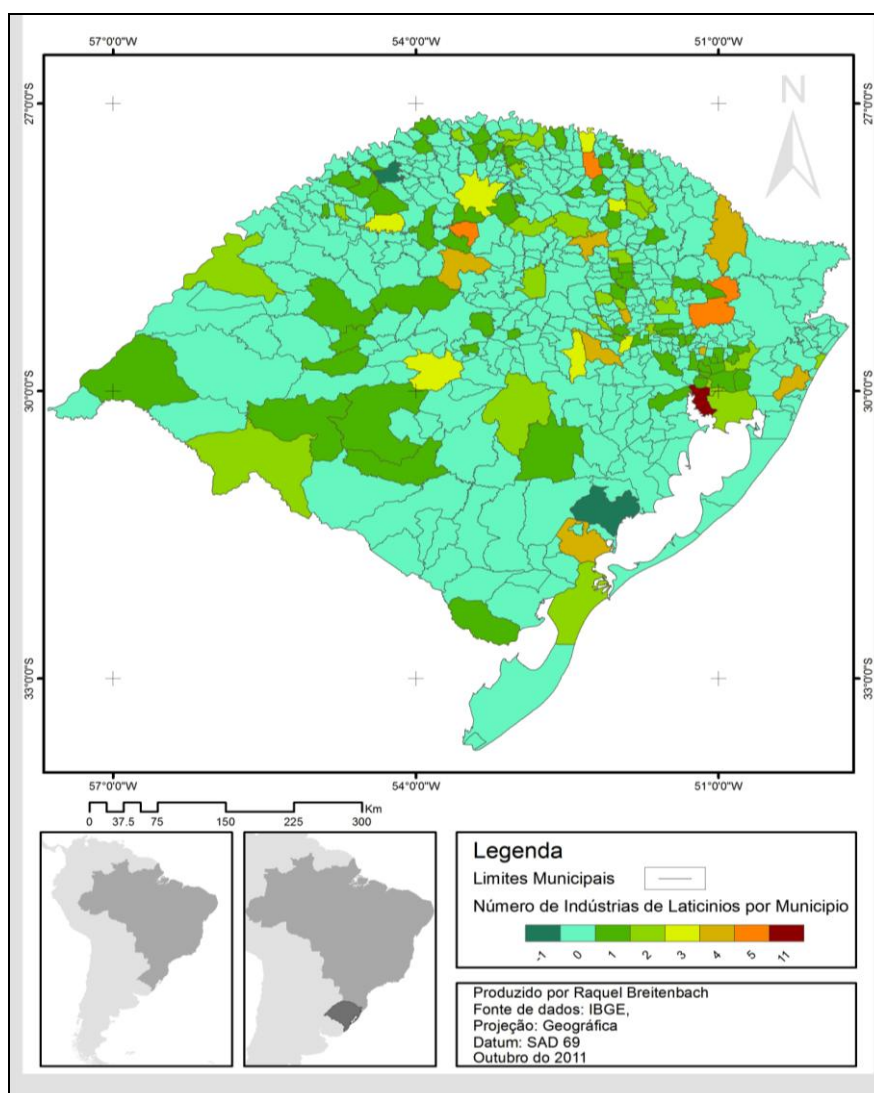 57°0'0"W 54°0'0"W 51°0'0"W
N
27°0'0"S 27°0'0"S
30°0'0"S 30°0'0"S
33°0'0"S 33°0'0"S
57°0'0"W 54°0'0"W 51°0'0"W
Km
0 37.5 75 150 225 300
Legenda
Limites Municipais
Número de Indústrias de Laticinios por Municipio
-1 0 1 2 3 4 5 11
Produzido por Raquel Breitenbach
Fonte de dados: IBGE,
Projeção: Geográfica
Datum: SAD 69
Outubro do 2011